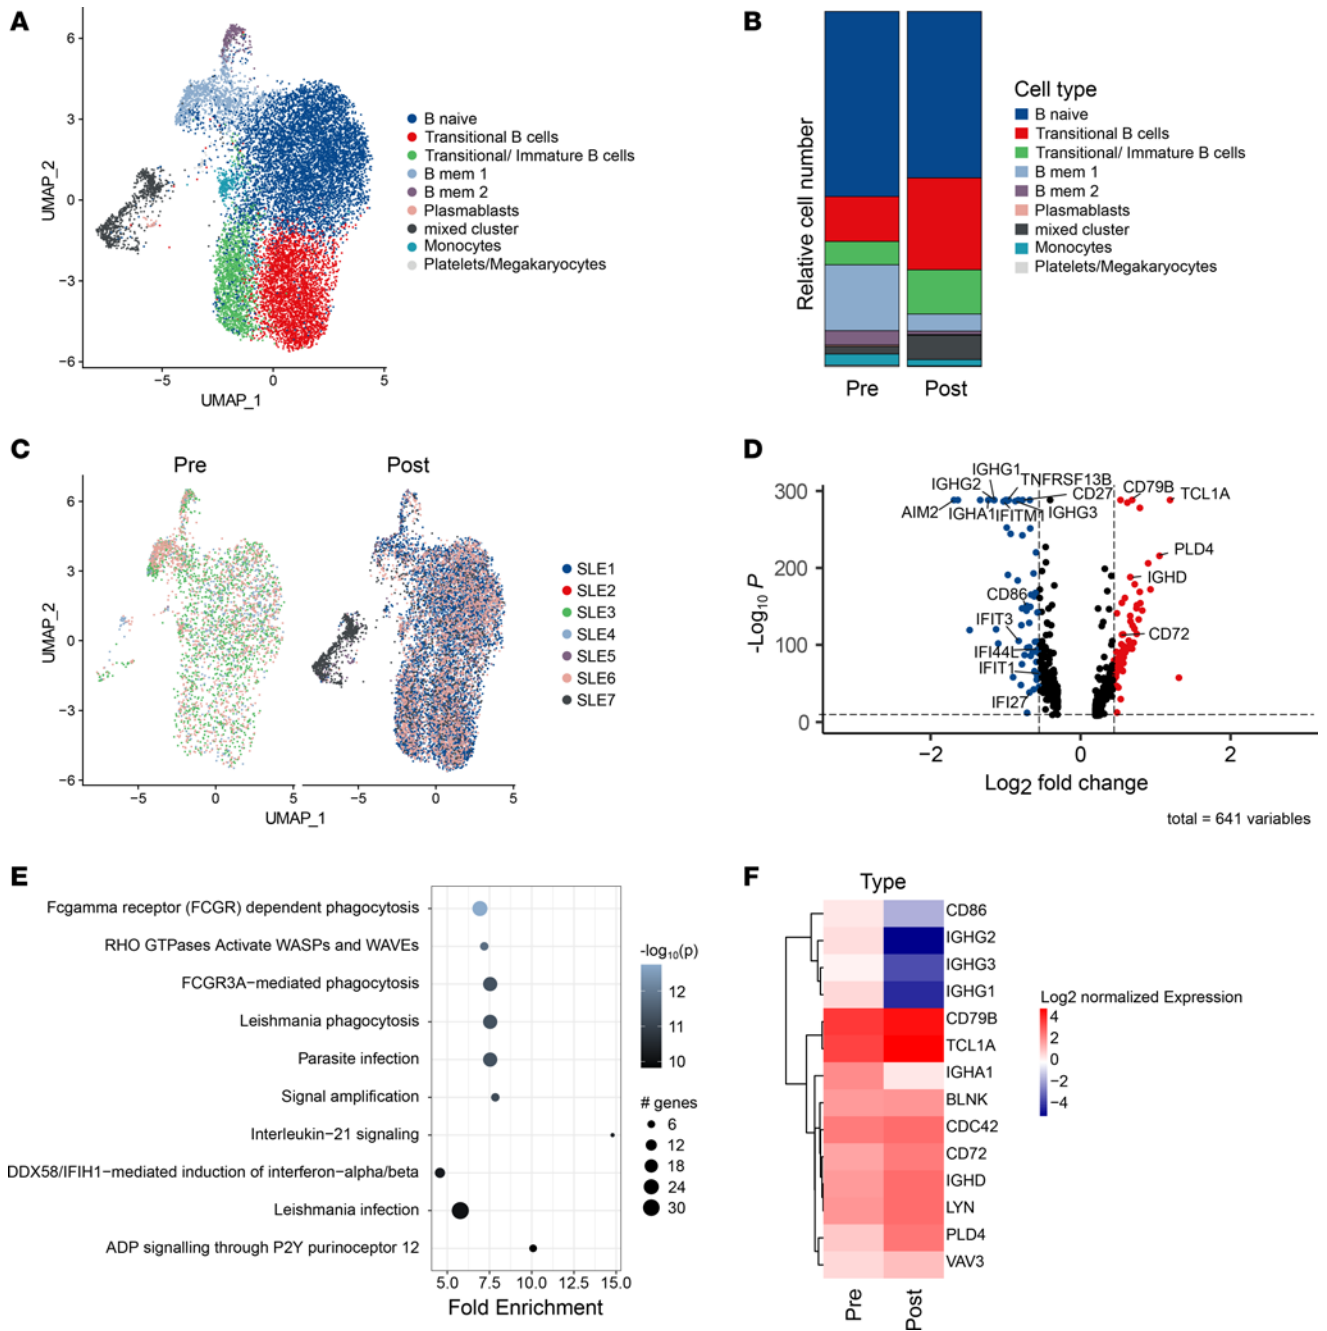 A
UMAP_2
6
3
0
−3
−6
−5
0
5
UMAP_1
B naive
Transitional B cells
Transitional/ Immature B cells
B mem 1
B mem 2
Plasmablasts
mixed cluster
Monocytes
Platelets/Megakaryocytes
B
Relative cell number
Pre
Post
Cell type
B naive
Transitional B cells
Transitional/ Immature B cells
B mem 1
B mem 2
Plasmablasts
mixed cluster
Monocytes
Platelets/Megakaryocytes
C
Pre
Post
UMAP_2
6
3
0
−3
−6
−5
0
5
−5
0
5
UMAP_1
SLE1
SLE2
SLE3
SLE4
SLE5
SLE6
SLE7
D
-Log10 P
300
200
100
0
IGHG1
IGHG2
TNFRSF13B
CD27
CD79B
TCL1A
AIM2
IGHA1
IFITM1
IGHG3
PLD4
IGHD
CD86
IFIT3
CD72
IFI44L
IFIT1
IFI27
−2
0
2
Log2 fold change
total = 641 variables
E
Fcgamma receptor (FCGR) dependent phagocytosis
RHO GTPases Activate WASPs and WAVEs
FCGR3A−mediated phagocytosis
Leishmania phagocytosis
Parasite infection
Signal amplification
Interleukin−21 signaling
DDX58/IFIH1−mediated induction of interferon−alpha/beta
Leishmania infection
ADP signalling through P2Y purinoceptor 12
5.0
7.5
10.0
12.5
15.0
Fold Enrichment
-log10(p)
12
11
10
# genes
6
12
18
24
30
F
Type
CD86
IGHG2
IGHG3
IGHG1
CD79B
TCL1A
IGHA1
BLNK
CDC42
CD72
IGHD
LYN
PLD4
VAV3
Pre
Post
Log2 normalized Expression
4
2
0
−2
−4